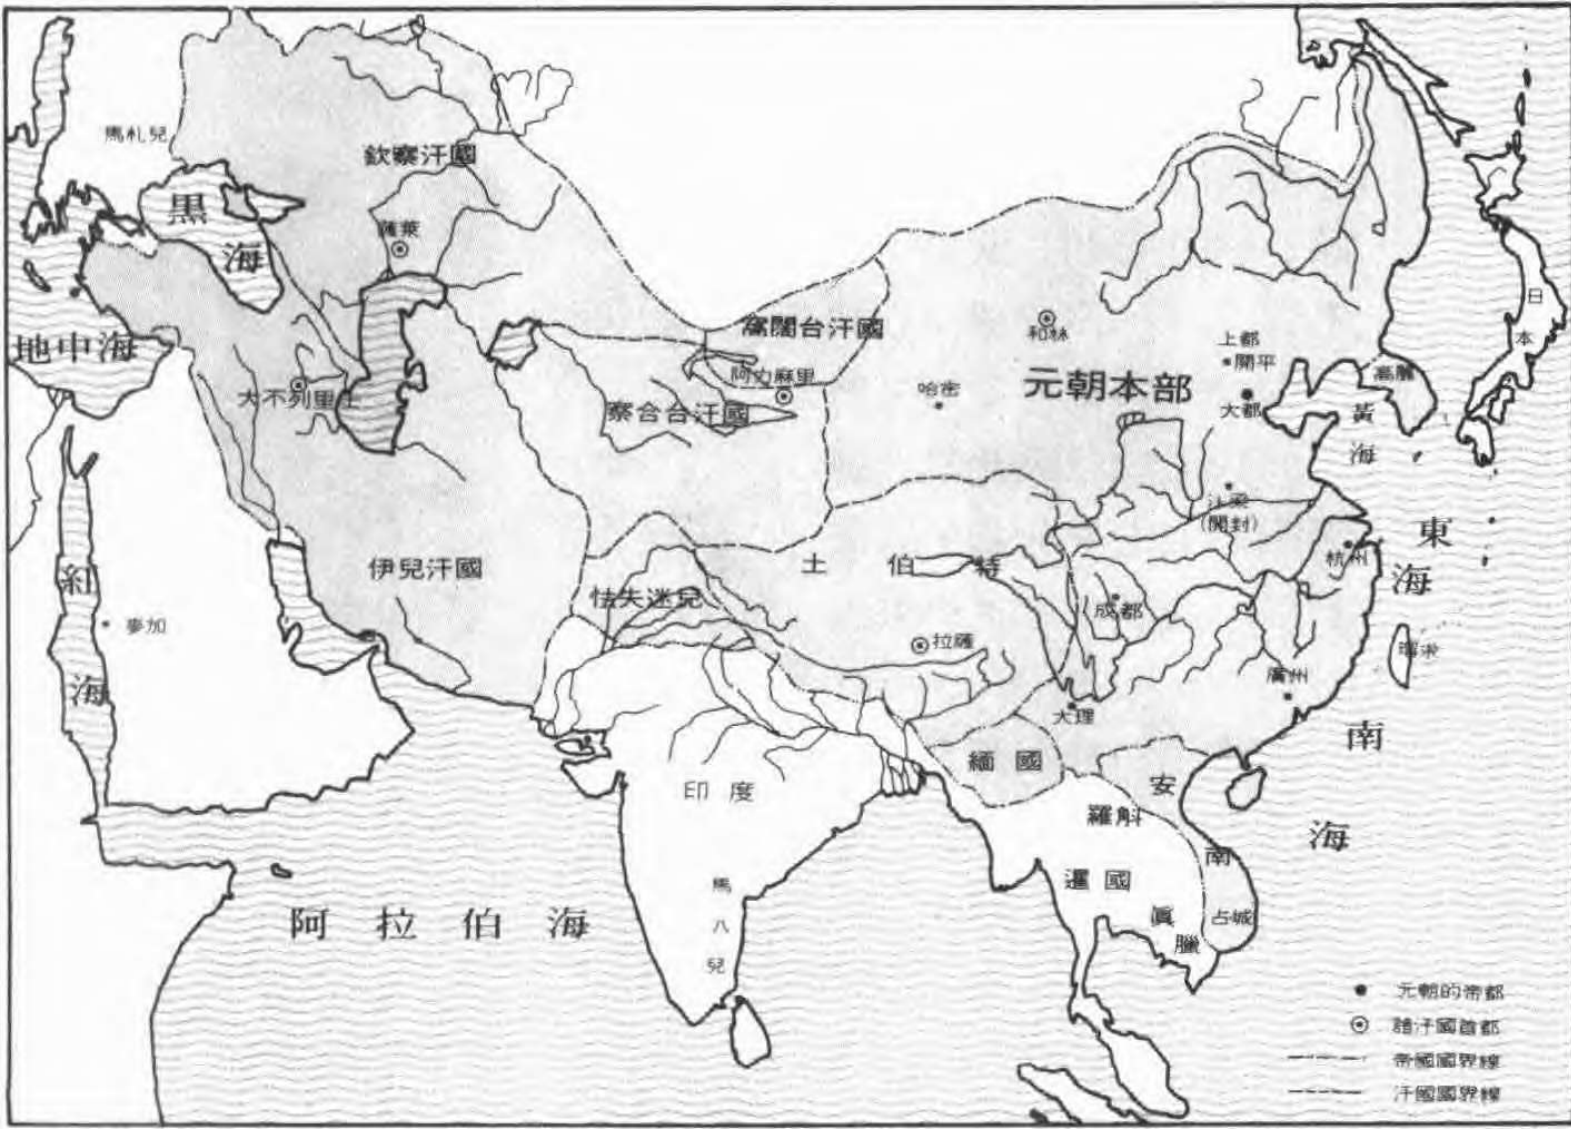 馬札兒
欽察汗國
黑海
薩萊
地中海
大不列里士
窩闊台汗國
阿力麻里
察合台汗國
和林
哈密
元朝本部
上都
開平
大都
高麗
黃海
日本
汴梁
(開封)
杭州
東海
伊兒汗國
怯失迷兒
土伯特
成都
拉薩
紅海
麥加
大理
廣州
瑠求
南海
緬國
安南
印度
羅斛
暹國
真臘
占城
馬八兒
阿拉伯海
元朝的帝都
諸汗國首都
帝國國界線
汗國國界線